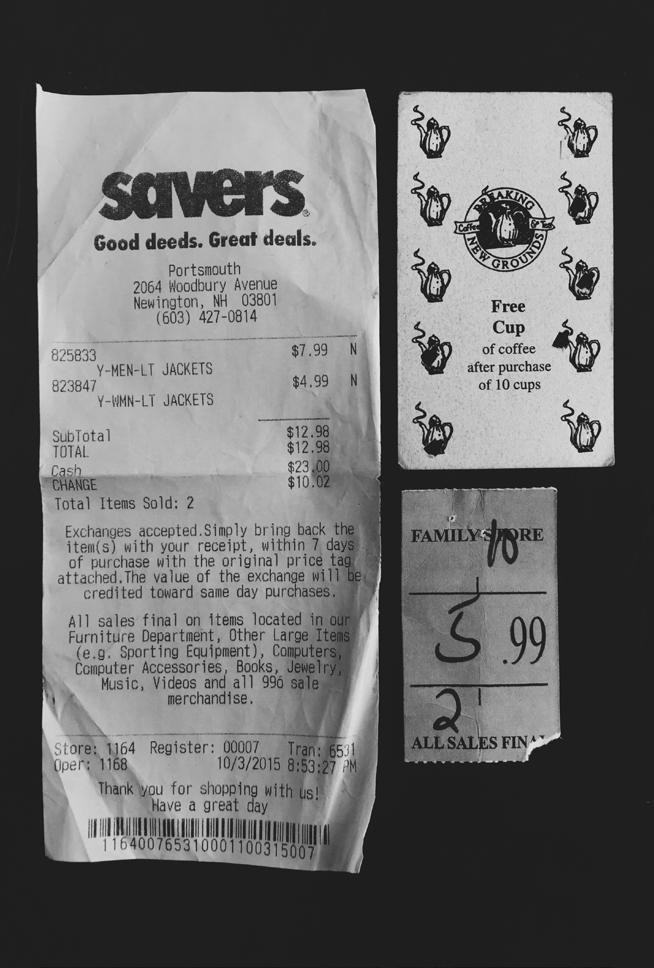 savers®
Good deeds. Great deals.
Portsmouth
2064 Woodbury Avenue
Newington, NH 03801
(603) 427-0814
825833 $7.99 N
Y-MEN-LT JACKETS
823847 $4.99 N
Y-WMN-LT JACKETS
SubTotal $12.98
TOTAL $12.98
Cash $23.00
CHANGE $10.02
Total Items Sold: 2
Exchanges accepted.Simply bring back the
item(s) with your receipt, within 7 days
of purchase with the original price tag
attached.The value of the exchange will be
credited toward same day purchases.
All sales final on items located in our
Furniture Department, Other Large Items
(e.g. Sporting Equipment), Computers,
Computer Accessories, Books, Jewelry,
Music, Videos and all 99¢ sale
merchandise.
Store: 1164 Register: 00007 Tran: 6531
Oper: 1168 10/3/2015 8:53:27 PM
Thank you for shopping with us!
Have a great day
116400765310001100315007
BREAKING
Coffee & Tea
NEW GROUNDS
Free
Cup
of coffee
after purchase
of 10 cups
FAMILY STORE
10
5 .99
2
ALL SALES FINAL